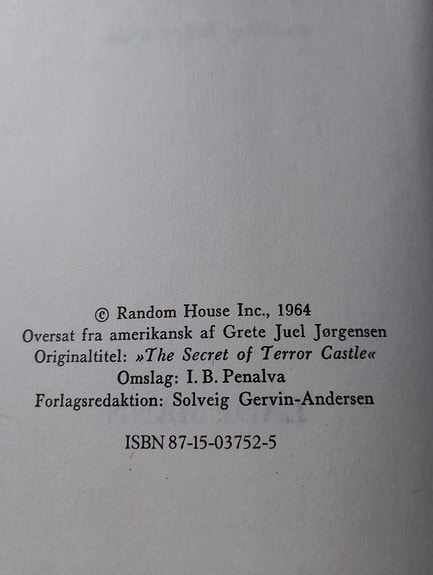 © Random House Inc., 1964
Oversat fra amerikansk af Grete Juel Jørgensen
Originaltitel: »The Secret of Terror Castle«
Omslag: I. B. Penalva
Forlagsredaktion: Solveig Gervin-Andersen
ISBN 87-15-03752-5